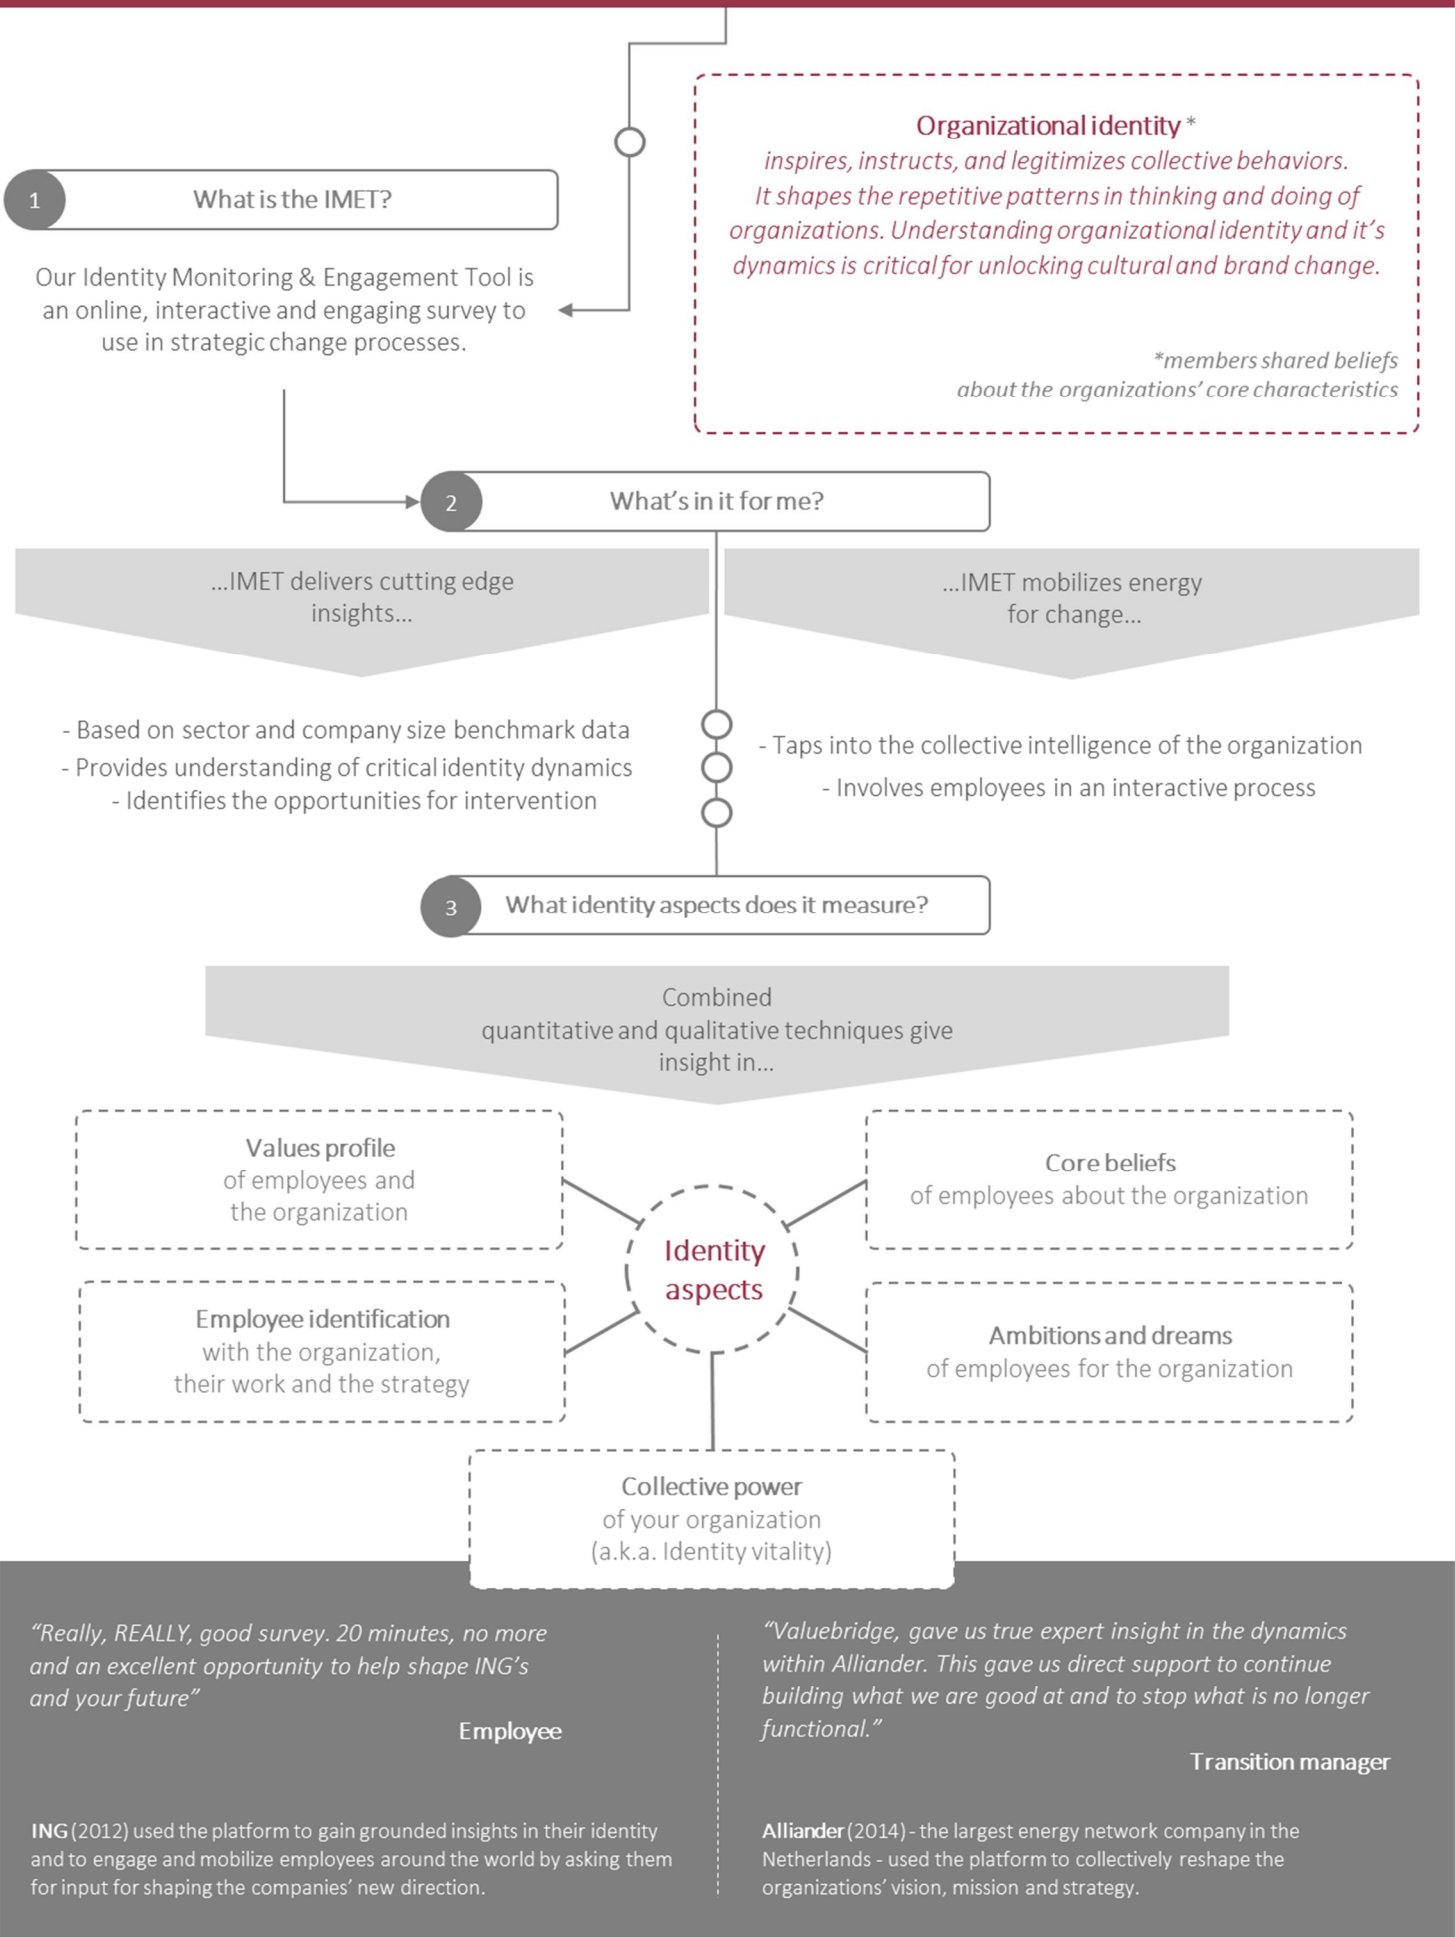 Organizational identity *
inspires, instructs, and legitimizes collective behaviors.
It shapes the repetitive patterns in thinking and doing of
organizations. Understanding organizational identity and it's
dynamics is critical for unlocking cultural and brand change.
*members shared beliefs
about the organizations' core characteristics
1
What is the IMET?
Our Identity Monitoring & Engagement Tool is
an online, interactive and engaging survey to
use in strategic change processes.
2
What's in it for me?
...IMET delivers cutting edge
insights...
- Based on sector and company size benchmark data
- Provides understanding of critical identity dynamics
- Identifies the opportunities for intervention
...IMET mobilizes energy
for change...
- Taps into the collective intelligence of the organization
- Involves employees in an interactive process
3
What identity aspects does it measure?
Combined
quantitative and qualitative techniques give
insight in...
Values profile
of employees and
the organization
Core beliefs
of employees about the organization
Identity
aspects
Employee identification
with the organization,
their work and the strategy
Ambitions and dreams
of employees for the organization
Collective power
of your organization
(a.k.a. Identity vitality)
"Really, REALLY, good survey. 20 minutes, no more
and an excellent opportunity to help shape ING's
and your future"
Employee
ING (2012) used the platform to gain grounded insights in their identity
and to engage and mobilize employees around the world by asking them
for input for shaping the companies' new direction.
"Valuebridge, gave us true expert insight in the dynamics
within Alliander. This gave us direct support to continue
building what we are good at and to stop what is no longer
functional."
Transition manager
Alliander (2014) - the largest energy network company in the
Netherlands - used the platform to collectively reshape the
organizations' vision, mission and strategy.